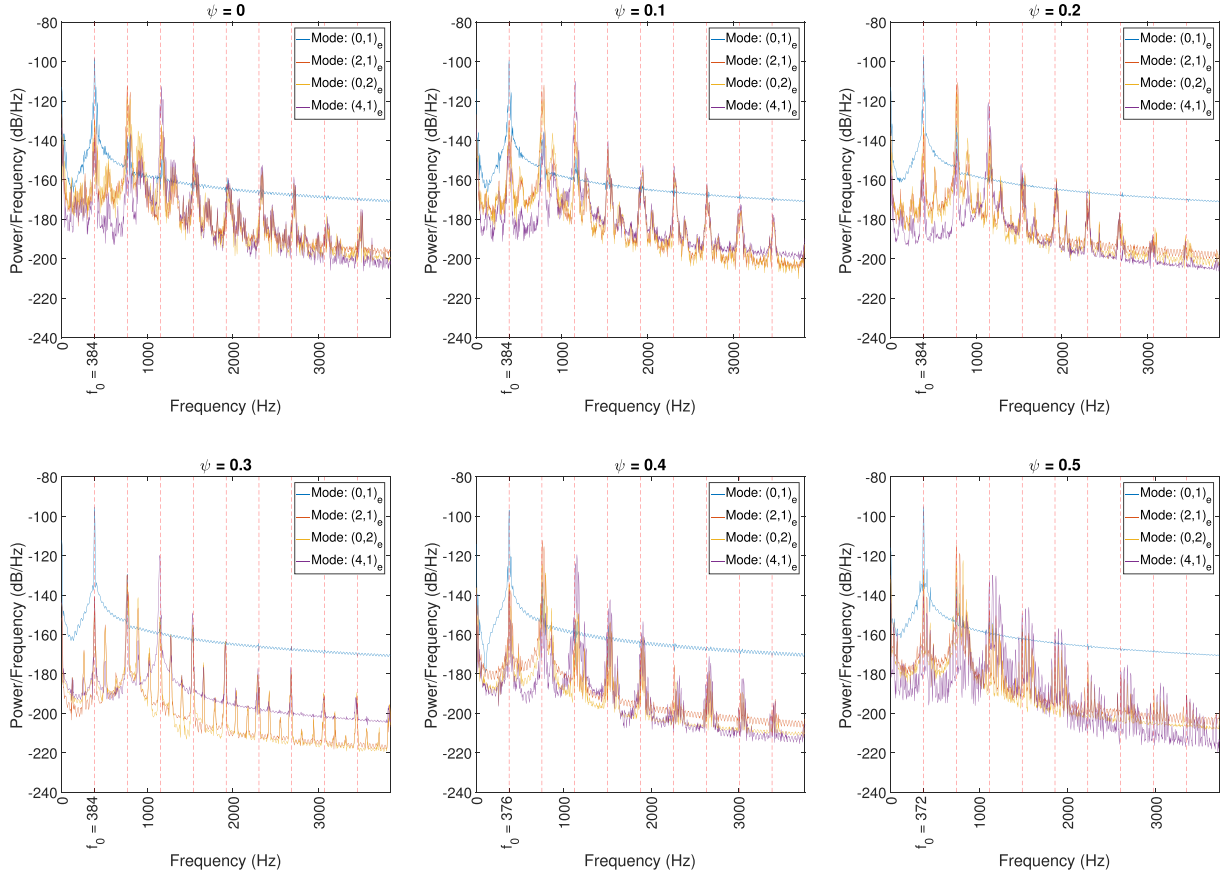 ψ = 0
-80
-100
-120
-140
-160
-180
-200
-220
-240
Power/Frequency (dB/Hz)
Mode: (0,1)e
Mode: (2,1)e
Mode: (0,2)e
Mode: (4,1)e
0
f0 = 384
1000
2000
3000
Frequency (Hz)
ψ = 0.1
-80
-100
-120
-140
-160
-180
-200
-220
-240
Power/Frequency (dB/Hz)
Mode: (0,1)e
Mode: (2,1)e
Mode: (0,2)e
Mode: (4,1)e
0
f0 = 384
1000
2000
3000
Frequency (Hz)
ψ = 0.2
-80
-100
-120
-140
-160
-180
-200
-220
-240
Power/Frequency (dB/Hz)
Mode: (0,1)e
Mode: (2,1)e
Mode: (0,2)e
Mode: (4,1)e
0
f0 = 384
1000
2000
3000
Frequency (Hz)
ψ = 0.3
-80
-100
-120
-140
-160
-180
-200
-220
-240
Power/Frequency (dB/Hz)
Mode: (0,1)e
Mode: (2,1)e
Mode: (0,2)e
Mode: (4,1)e
0
f0 = 384
1000
2000
3000
Frequency (Hz)
ψ = 0.4
-80
-100
-120
-140
-160
-180
-200
-220
-240
Power/Frequency (dB/Hz)
Mode: (0,1)e
Mode: (2,1)e
Mode: (0,2)e
Mode: (4,1)e
0
f0 = 376
1000
2000
3000
Frequency (Hz)
ψ = 0.5
-80
-100
-120
-140
-160
-180
-200
-220
-240
Power/Frequency (dB/Hz)
Mode: (0,1)e
Mode: (2,1)e
Mode: (0,2)e
Mode: (4,1)e
0
f0 = 372
1000
2000
3000
Frequency (Hz)